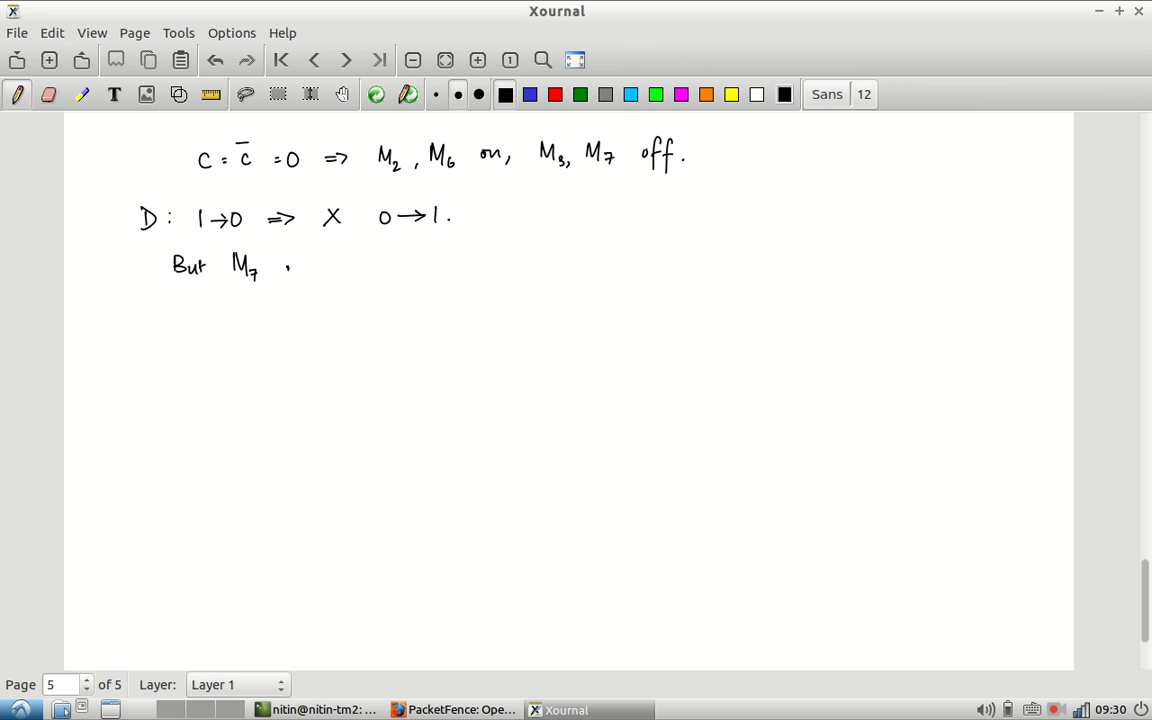 Xournal
File Edit View Page Tools Options Help
Sans 12
C = c̅ = 0 => M₂, M₆ on, M₃, M₇ off.
D: 1→0 => X 0→1.
But M₇
Page 5 of 5 Layer: Layer 1
nitin@nitin-tm2: ... PacketFence: Ope... Xournal 09:30